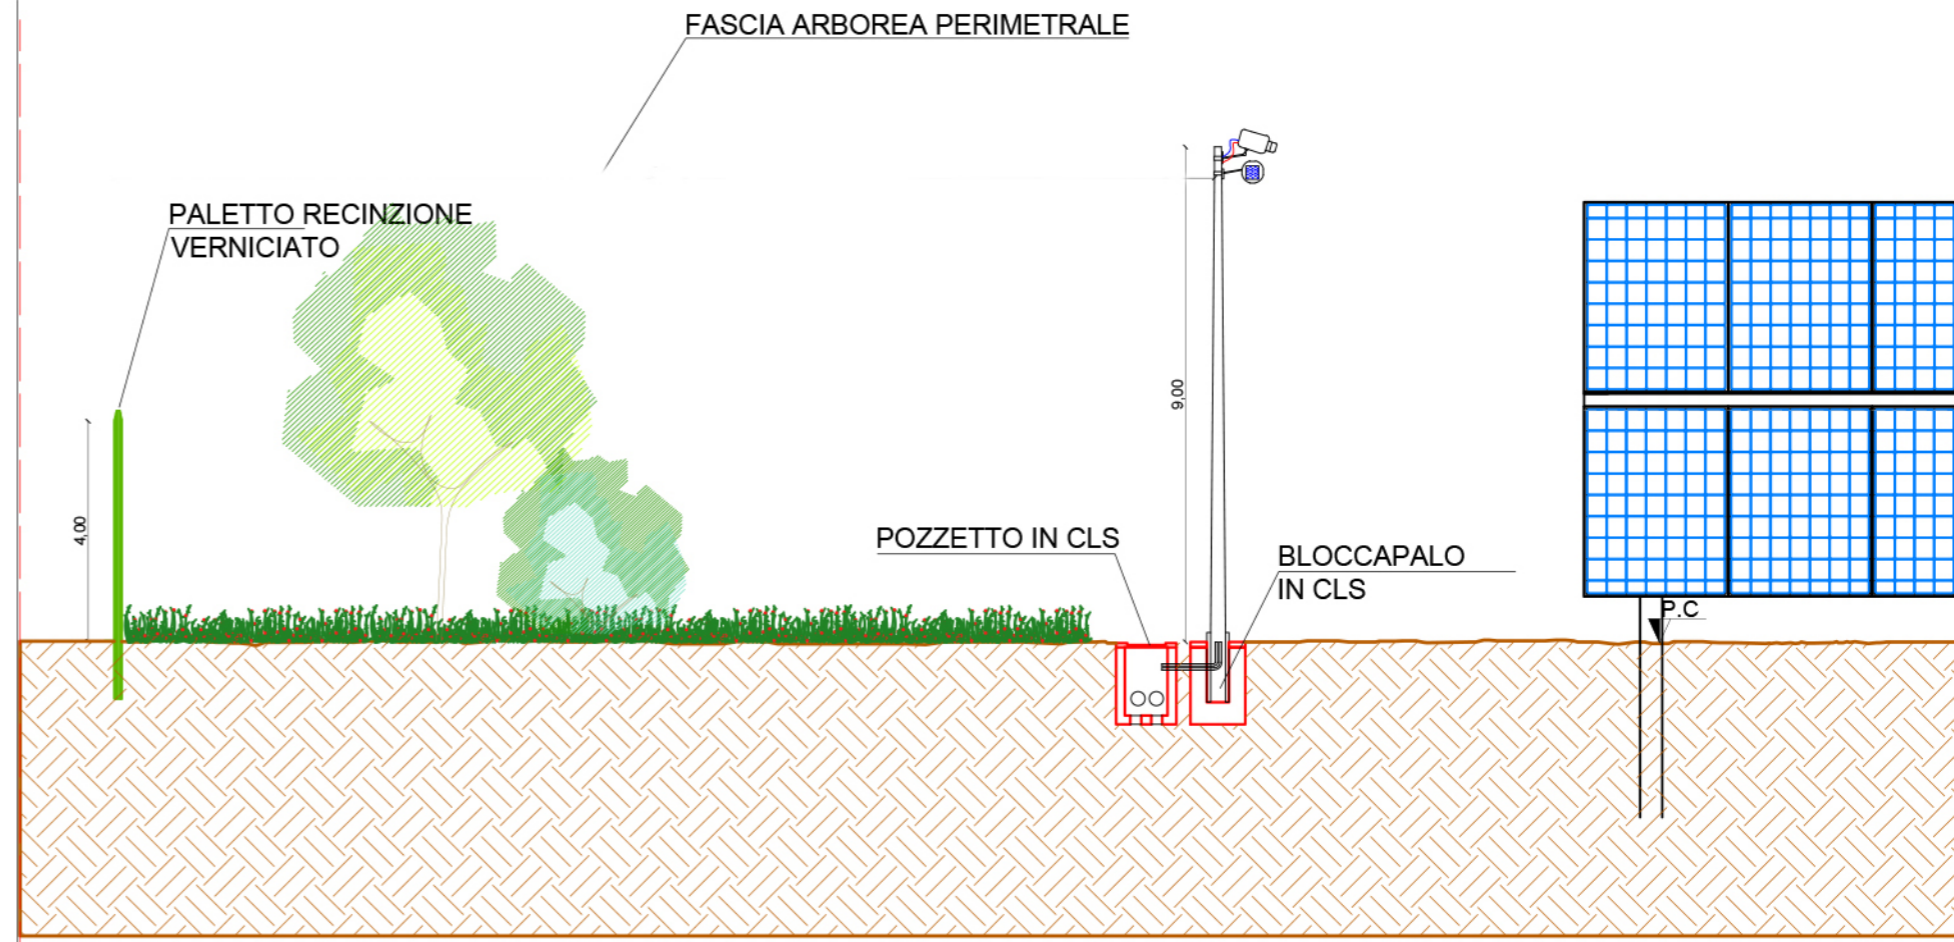 FASCIA ARBOREA PERIMETRALE
PALETTO RECINZIONE
VERNICIATO
9,00
4,00
POZZETTO IN CLS
BLOCCAPALO
IN CLS
P.C